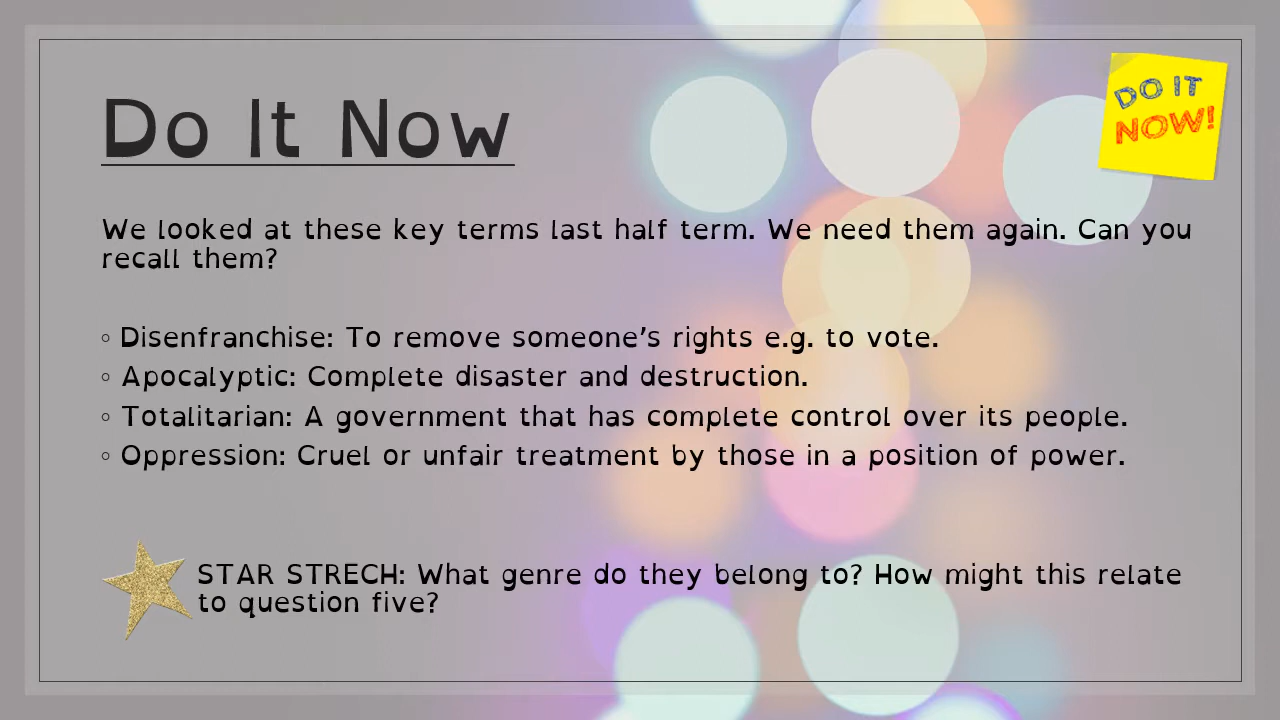 Do It Now
DO IT
NOW!
We looked at these key terms last half term. We need them again. Can you
recall them?
◦ Disenfranchise: To remove someone’s rights e.g. to vote.
◦ Apocalyptic: Complete disaster and destruction.
◦ Totalitarian: A government that has complete control over its people.
◦ Oppression: Cruel or unfair treatment by those in a position of power.
STAR STRECH: What genre do they belong to? How might this relate
to question five?